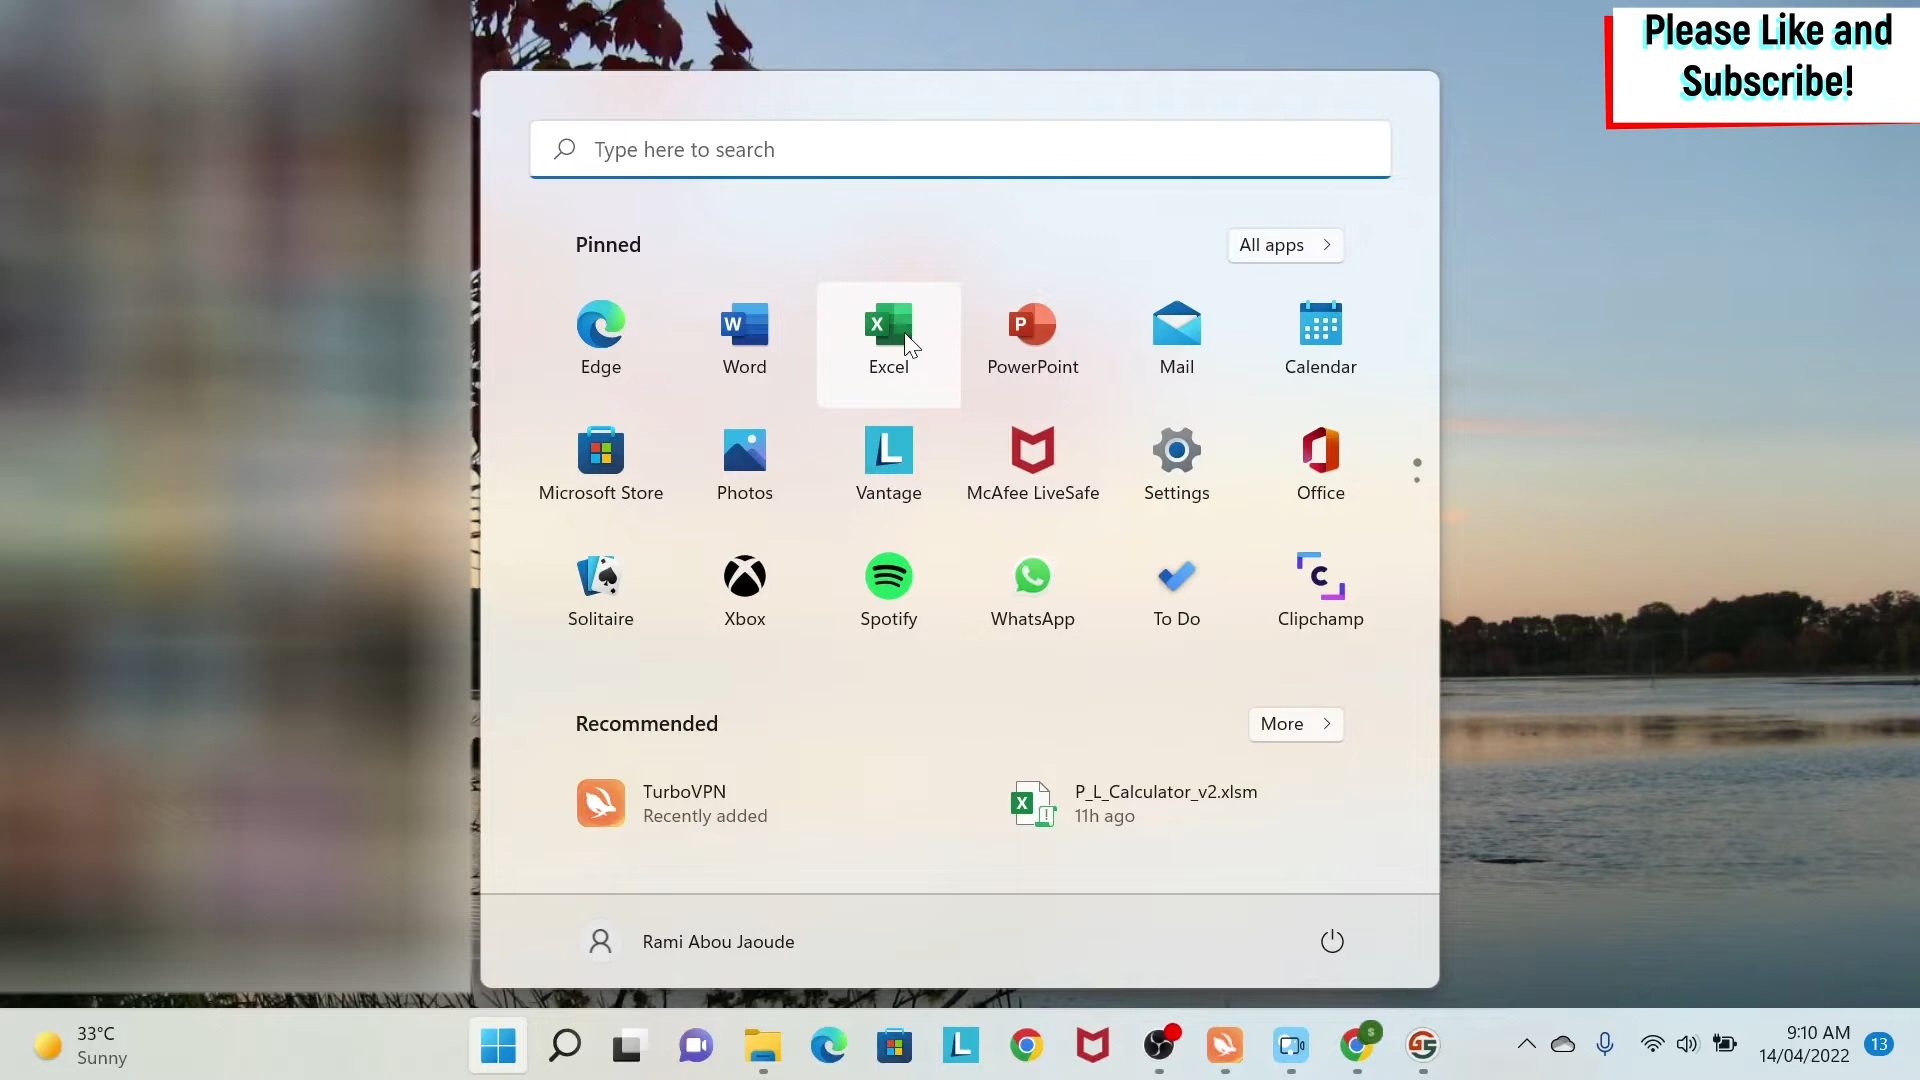 Please Like and
Subscribe!
Type here to search
Pinned
All apps
Edge
Word
Excel
PowerPoint
Mail
Calendar
Microsoft Store
Photos
Vantage
McAfee LiveSafe
Settings
Office
Solitaire
Xbox
Spotify
WhatsApp
To Do
Clipchamp
Recommended
More
TurboVPN
Recently added
P_L_Calculator_v2.xlsm
11h ago
Rami Abou Jaoude
33°C
Sunny
9:10 AM
14/04/2022
13